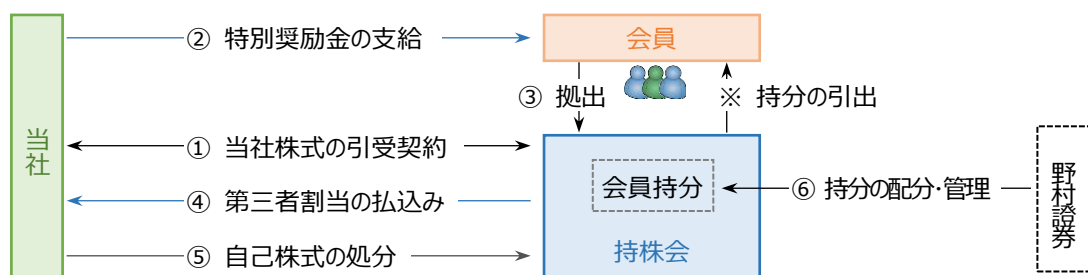 ② 特別奨励金の支給
会員
③ 拠出
※ 持分の引出
当社
① 当社株式の引受契約
会員持分
⑥ 持分の配分・管理
野村證券
④ 第三者割当の払込み
⑤ 自己株式の処分
持株会